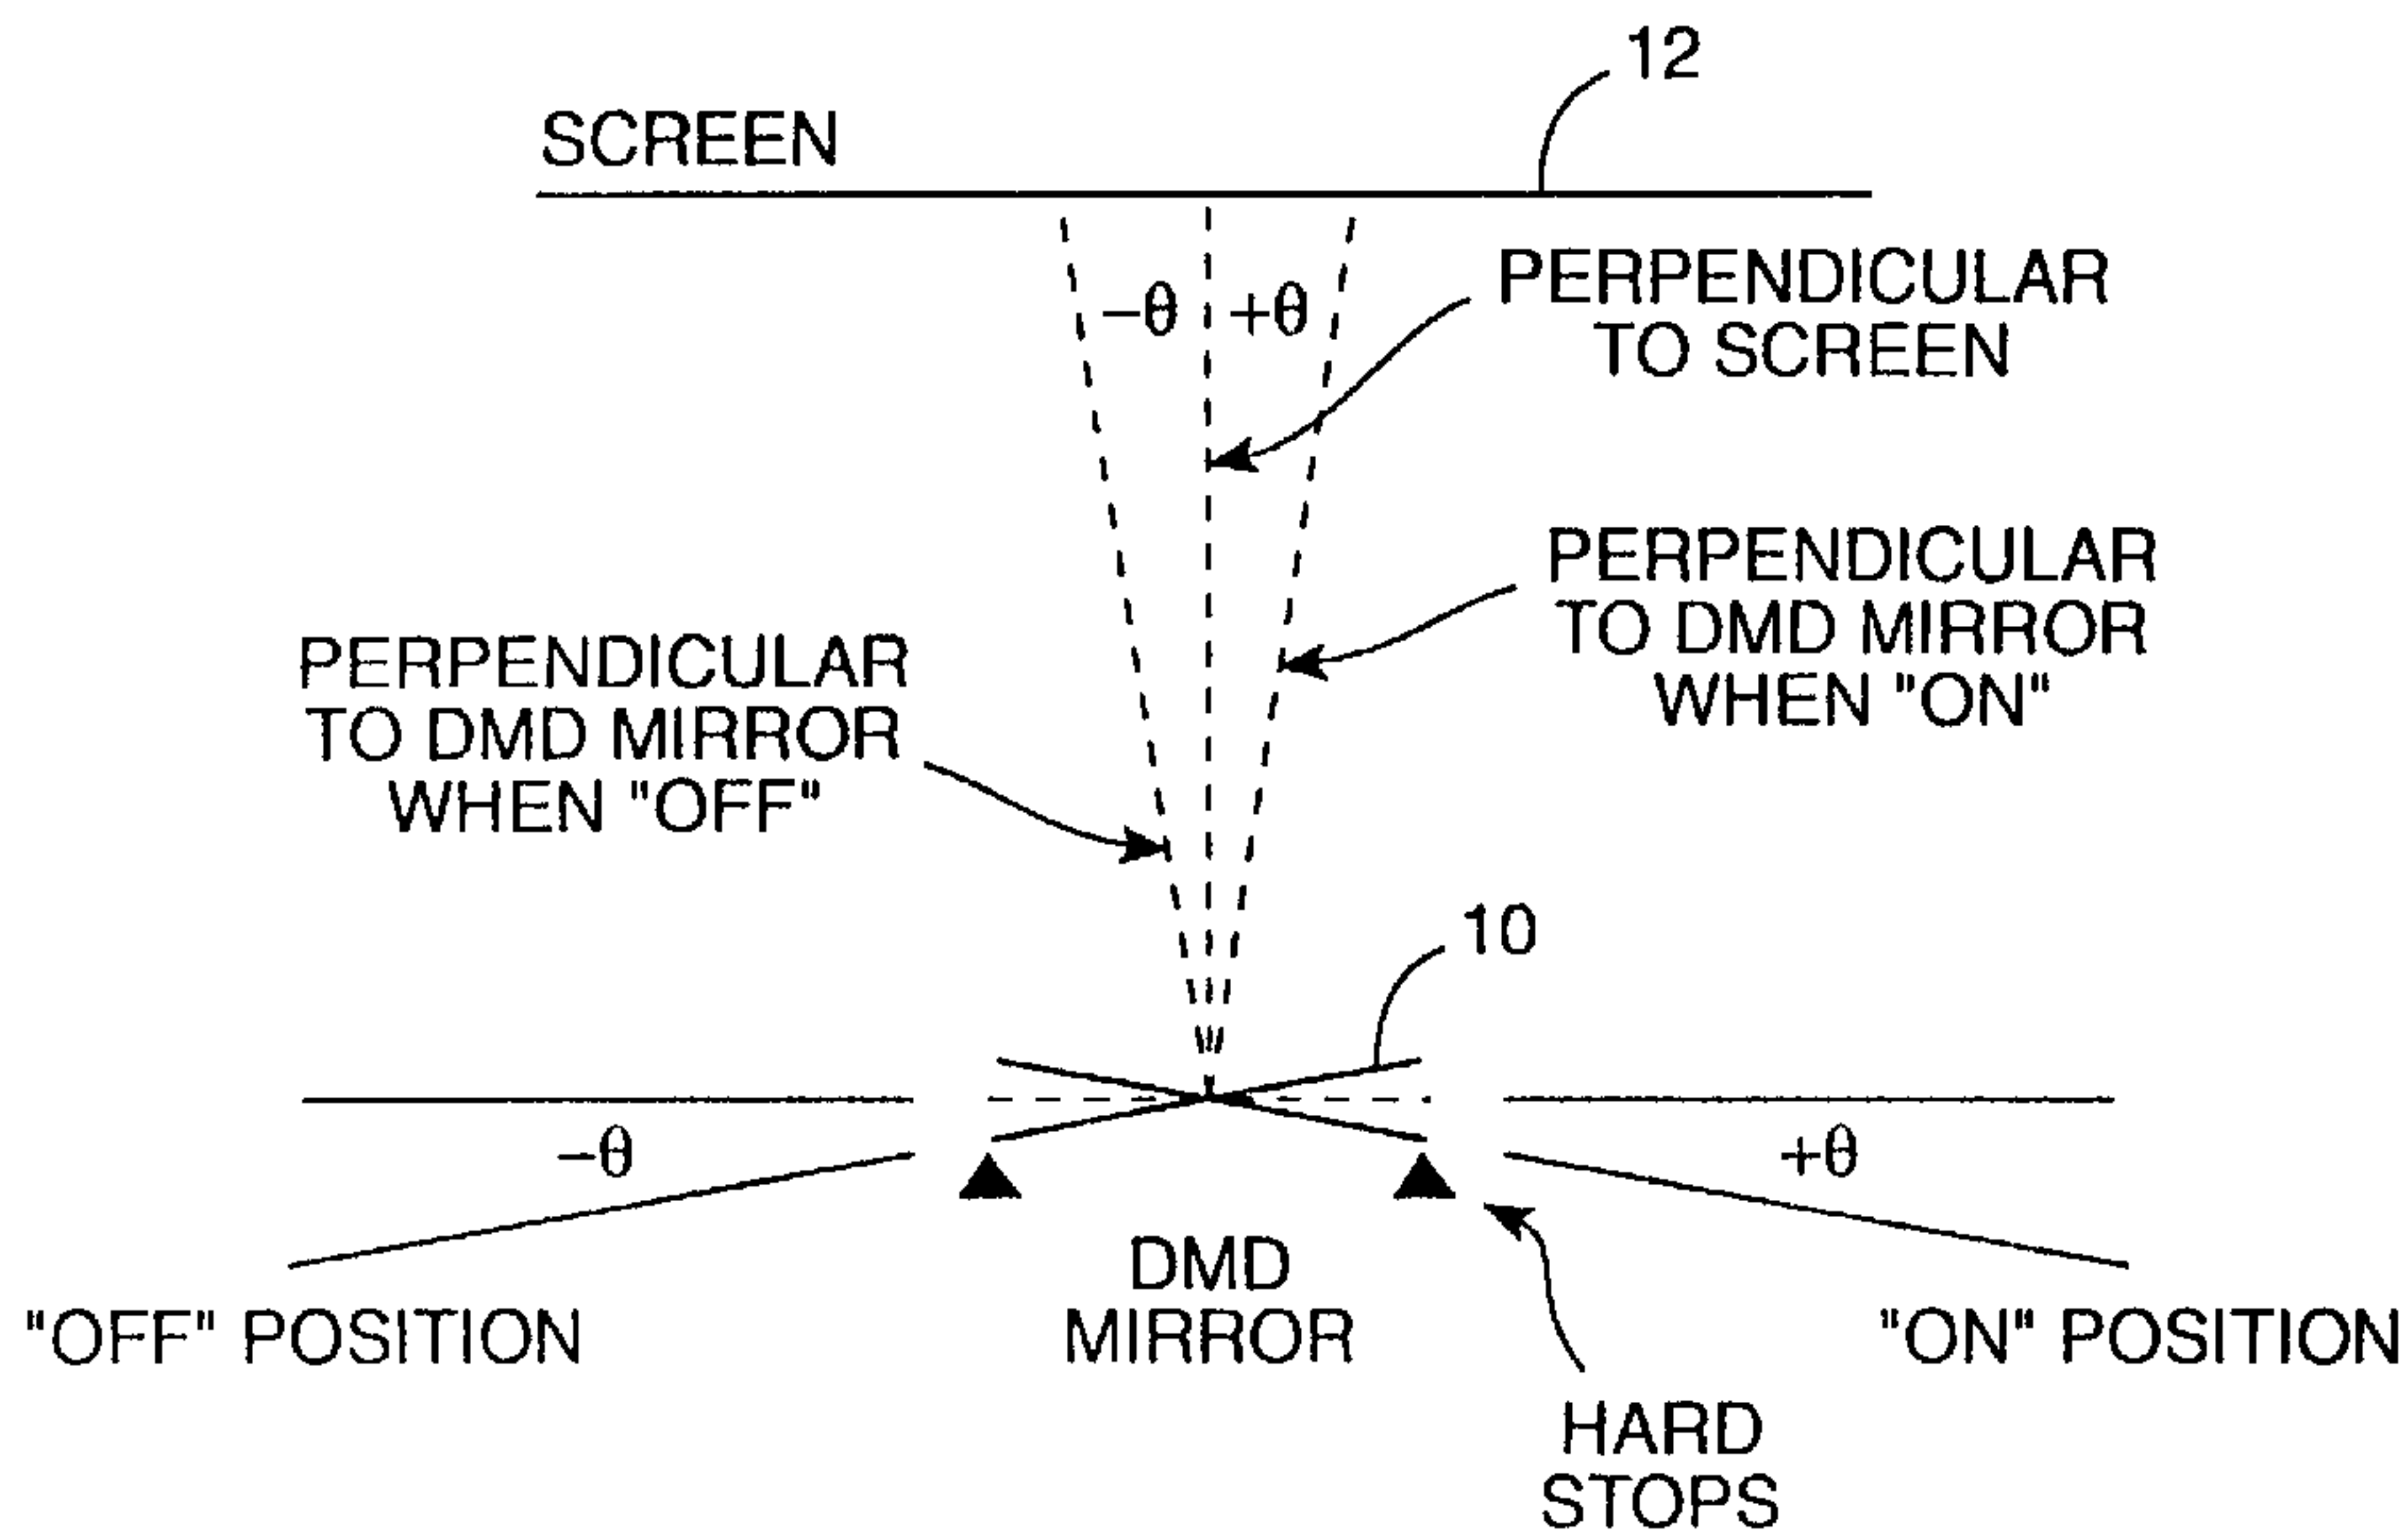 12
SCREEN
−θ
+θ
PERPENDICULAR
TO SCREEN
PERPENDICULAR
TO DMD MIRROR
WHEN "ON"
PERPENDICULAR
TO DMD MIRROR
WHEN "OFF"
10
−θ
+θ
DMD
MIRROR
"OFF" POSITION
"ON" POSITION
HARD
STOPS